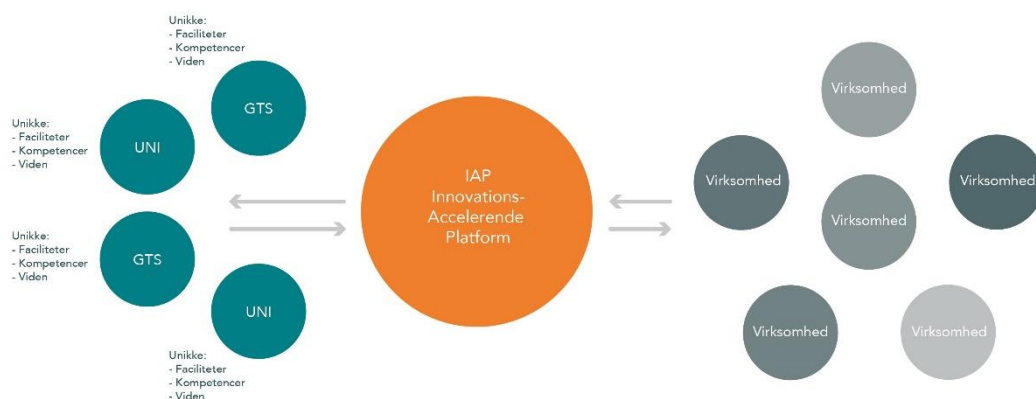 Unikke:
- Faciliteter
- Kompetencer
- Viden
GTS
Unikke:
- Faciliteter
- Kompetencer
- Viden
UNI
Unikke:
- Faciliteter
- Kompetencer
- Viden
GTS
UNI
Unikke:
- Faciliteter
- Kompetencer
- Viden
IAP
Innovations-
Accelerende
Platform
Virksomhed
Virksomhed
Virksomhed
Virksomhed
Virksomhed
Virksomhed